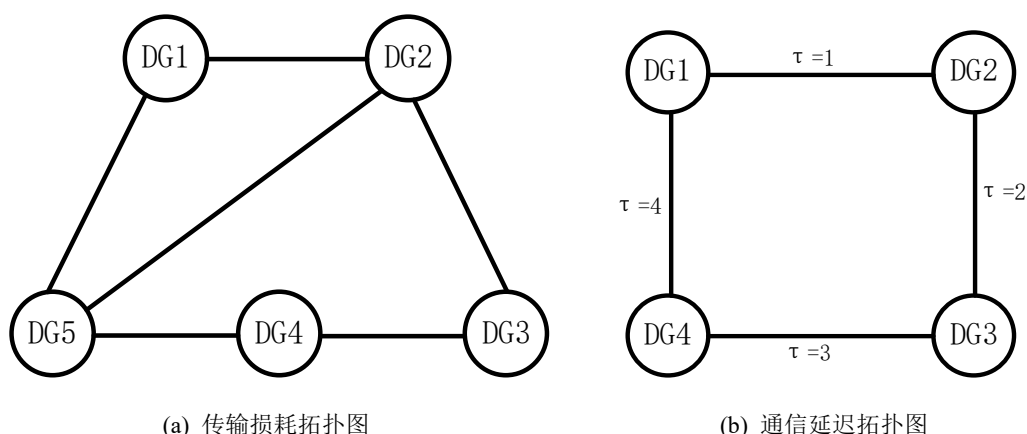 DG1
DG2
DG5
DG4
DG3
(a) 传输损耗拓扑图
DG1
τ=1
DG2
τ=4
τ=2
DG4
τ=3
DG3
(b) 通信延迟拓扑图